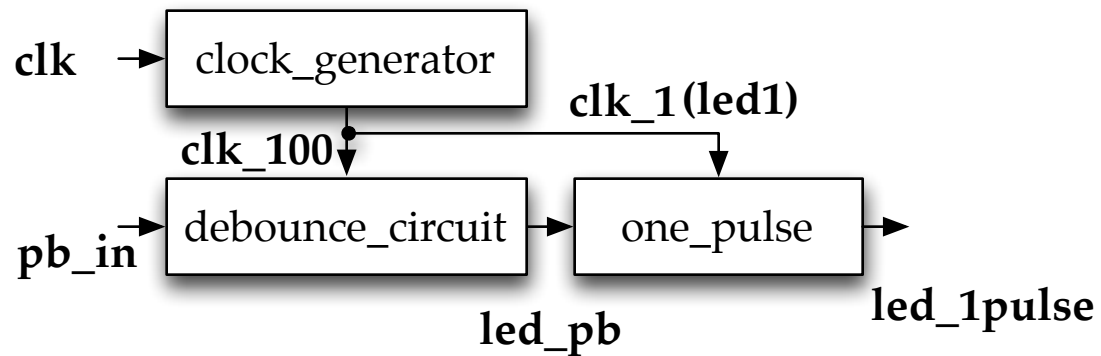 clk
clock_generator
clk_1 (led1)
clk_100
pb_in
debounce_circuit
one_pulse
led_pb
led_1pulse